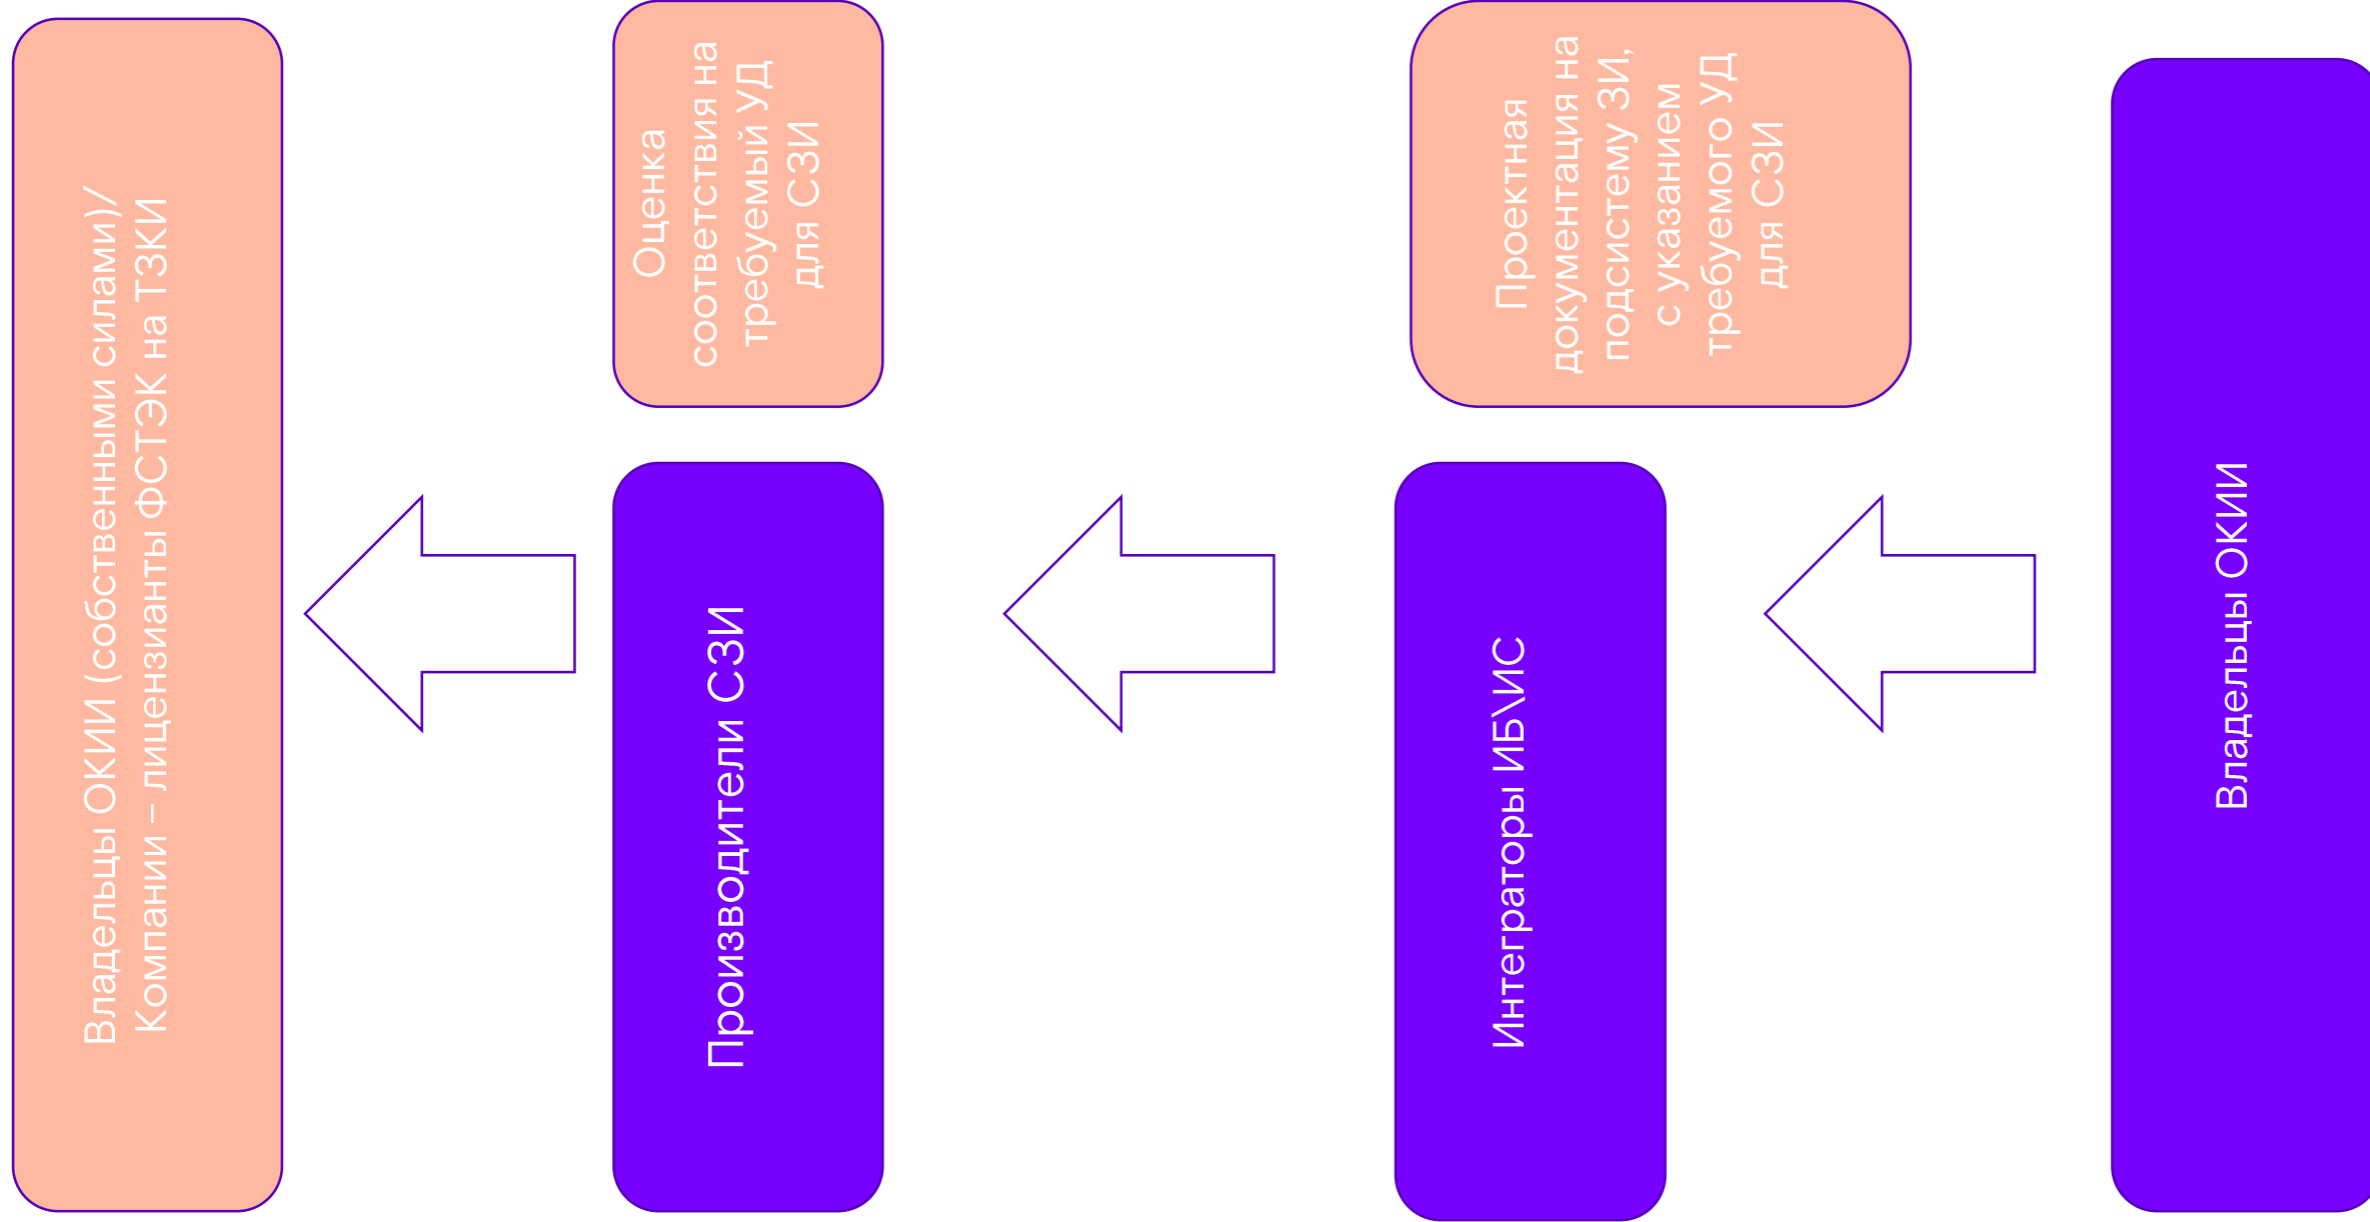 Владельцы ОКИИ (собственными силами)/
Компании – лицензианты ФСТЭК на ТЗКИ
Оценка
соответствия на
требуемый УД
для СЗИ
Производители СЗИ
Проектная
документация на
подсистему ЗИ,
с указанием
требуемого УД
для СЗИ
Интеграторы ИБ\ИС
Владельцы ОКИИ